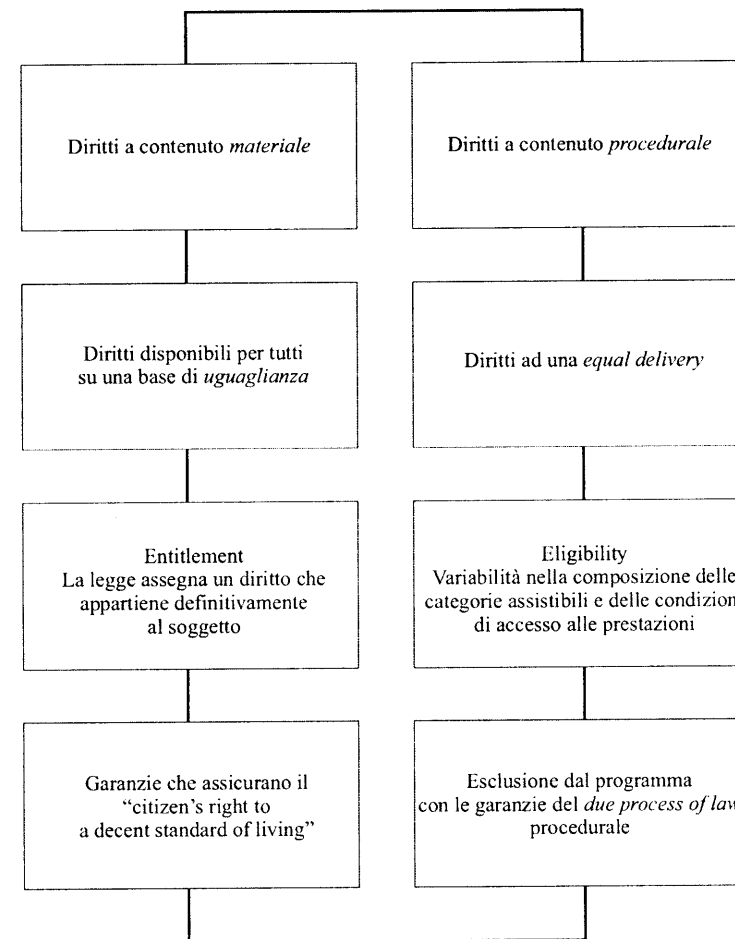 Diritti a contenuto materiale
Diritti a contenuto procedurale
Diritti disponibili per tutti
su una base di uguaglianza
Diritti ad una equal delivery
Entitlement
La legge assegna un diritto che
appartiene definitivamente
al soggetto
Eligibility
Variabilità nella composizione delle
categorie assistibili e delle condizion
di accesso alle prestazioni
Garanzie che assicurano il
“citizen’s right to
a decent standard of living”
Esclusione dal programma
con le garanzie del due process of law
procedurale